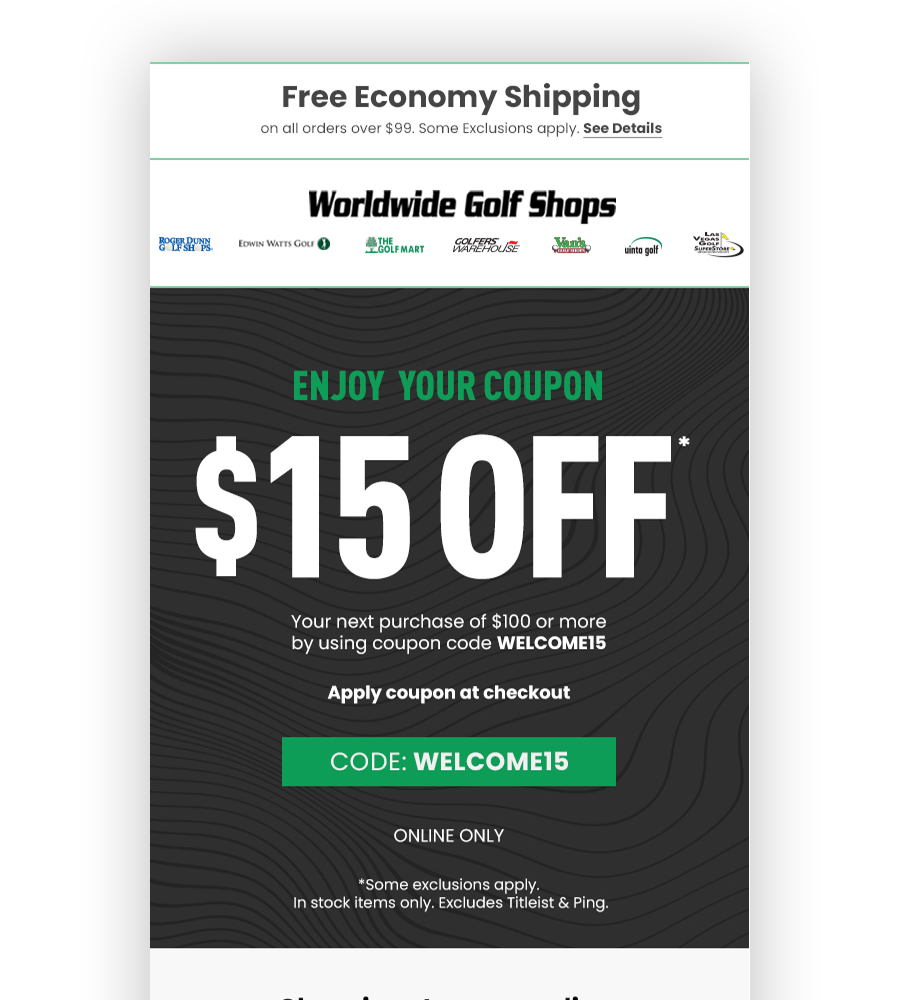 Free Economy Shipping
on all orders over $99. Some Exclusions apply. See Details
Worldwide Golf Shops
ROGER DUNN GOLF SHOPS
EDWIN WATTS GOLF
THE GOLF MART
GOLFERS' WAREHOUSE
Van's
uinta golf
LAS VEGAS GOLF SUPERSTORE
ENJOY YOUR COUPON
$15 OFF*
Your next purchase of $100 or more
by using coupon code WELCOME15
Apply coupon at checkout
CODE: WELCOME15
ONLINE ONLY
*Some exclusions apply.
In stock items only. Excludes Titleist & Ping.